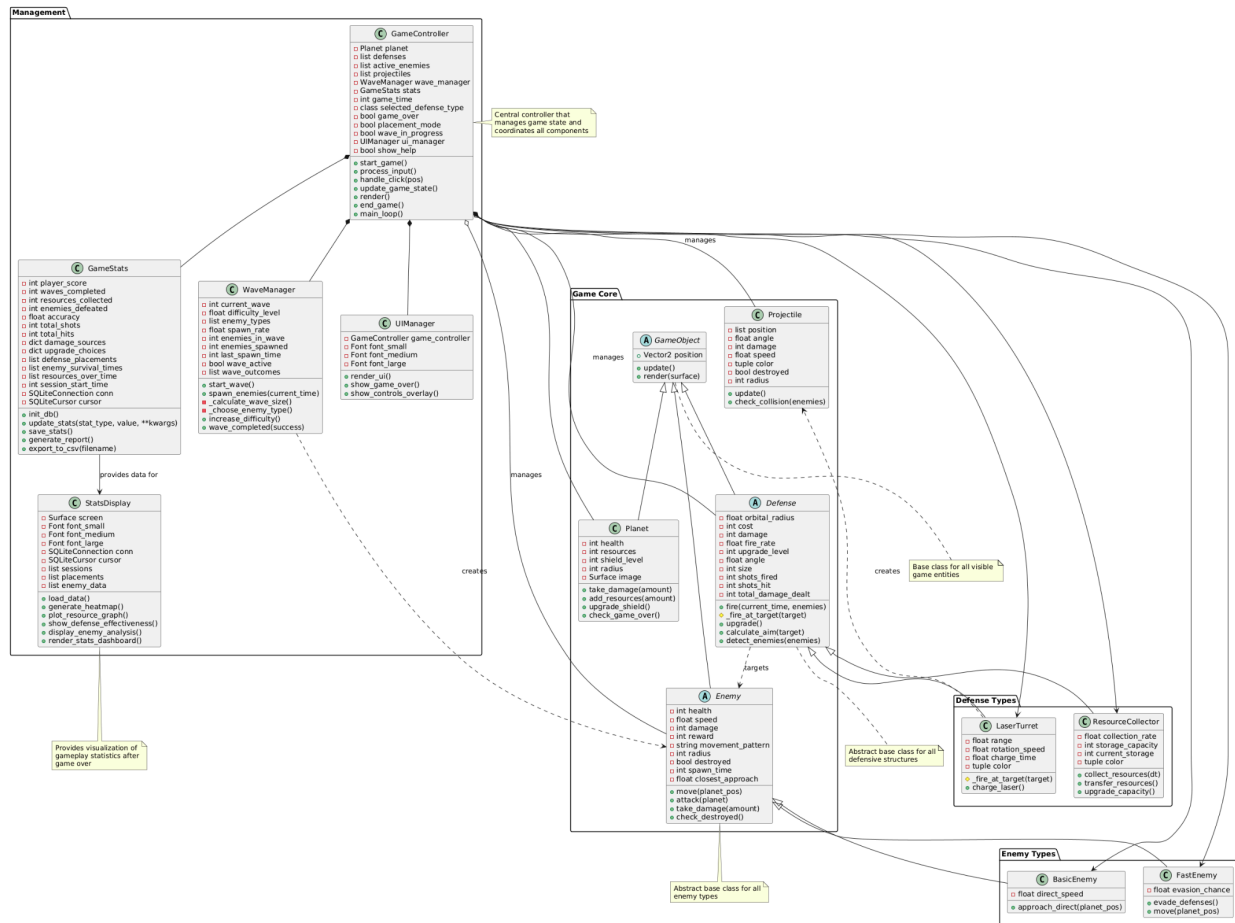 Management
C GameController
Planet planet
list defenses
list active_enemies
list projectiles
WaveManager wave_manager
GameStats stats
int game_time
class selected_defense_type
bool game_over
bool placement_mode
bool wave_in_progress
UIManager ui_manager
bool show_help
start_game()
process_input()
handle_click(pos)
update_game_state()
render()
end_game()
main_loop()
Central controller that
manages game state and
coordinates all components
C GameStats
int player_score
int waves_completed
int resources_collected
int enemies_defeated
float accuracy
int total_shots
int total_hits
dict damage_sources
dict upgrade_choices
list defense_placements
list enemy_survival_times
list resources_over_time
int session_start_time
SQLiteConnection conn
SQLiteCursor cursor
init_db()
update_stats(stat_type, value, **kwargs)
save_stats()
generate_report()
export_to_csv(filename)
C WaveManager
int current_wave
float difficulty_level
list enemy_types
float spawn_rate
int enemies_in_wave
int enemies_spawned
int last_spawn_time
bool wave_active
list wave_outcomes
start_wave()
spawn_enemies(current_time)
_calculate_wave_size()
_choose_enemy_type()
increase_difficulty()
wave_completed(success)
C UIManager
GameController game_controller
Font font_small
Font font_medium
Font font_large
render_ui()
show_game_over()
show_controls_overlay()
provides data for
C StatsDisplay
Surface screen
Font font_small
Font font_medium
Font font_large
SQLiteConnection conn
SQLiteCursor cursor
list sessions
list placements
list enemy_data
load_data()
generate_heatmap()
plot_resource_graph()
show_defense_effectiveness()
display_enemy_analysis()
render_stats_dashboard()
Provides visualization of
gameplay statistics after
game over
manages
manages
manages
creates
creates
targets
Game Core
A GameObject
Vector2 position
update()
render(surface)
C Projectile
list position
float angle
int damage
float speed
tuple color
bool destroyed
int radius
update()
check_collision(enemies)
C Planet
int health
int resources
int shield_level
int radius
Surface image
take_damage(amount)
add_resources(amount)
upgrade_shield()
check_game_over()
A Defense
float orbital_radius
int cost
int damage
float fire_rate
int upgrade_level
float angle
int size
int shots_fired
int shots_hit
int total_damage_dealt
fire(current_time, enemies)
_fire_at_target(target)
upgrade()
calculate_aim(target)
detect_enemies(enemies)
Base class for all visible
game entities
A Enemy
int health
float speed
int damage
int reward
string movement_pattern
int radius
bool destroyed
int spawn_time
float closest_approach
move(planet_pos)
attack(planet)
take_damage(amount)
check_destroyed()
Abstract base class for all
defensive structures
Abstract base class for all
enemy types
Defense Types
C LaserTurret
float range
float rotation_speed
float charge_time
tuple color
_fire_at_target(target)
charge_laser()
C ResourceCollector
float collection_rate
int storage_capacity
int current_storage
tuple color
collect_resources(dt)
transfer_resources()
upgrade_capacity()
Enemy Types
C BasicEnemy
float direct_speed
approach_direct(planet_pos)
C FastEnemy
float evasion_chance
evade_defenses()
move(planet_pos)